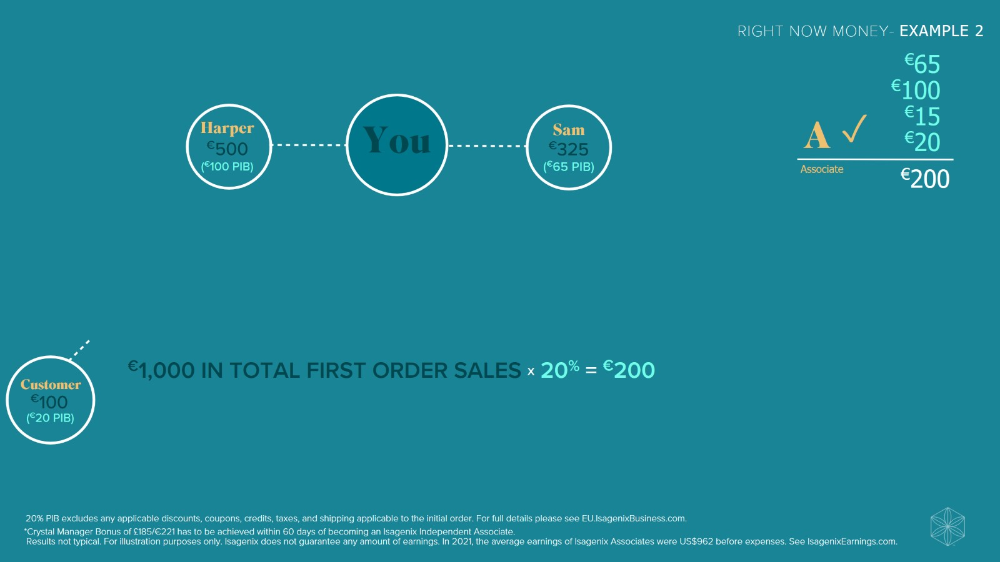 RIGHT NOW MONEY- EXAMPLE 2
€65
€100
€15
€20
A ✓
Associate
€200
Harper
€500
(€100 PIB)
You
Sam
€325
(€65 PIB)
€1,000 IN TOTAL FIRST ORDER SALES x 20% = €200
Customer
€100
(€20 PIB)
20% PIB excludes any applicable discounts, coupons, credits, taxes, and shipping applicable to the initial order. For full details please see EU.IsagenixBusiness.com.
*Crystal Manager Bonus of £185/€221 has to be achieved within 60 days of becoming an Isagenix Independent Associate.
Results not typical. For illustration purposes only. Isagenix does not guarantee any amount of earnings. In 2021, the average earnings of Isagenix Associates were US$962 before expenses. See IsagenixEarnings.com.